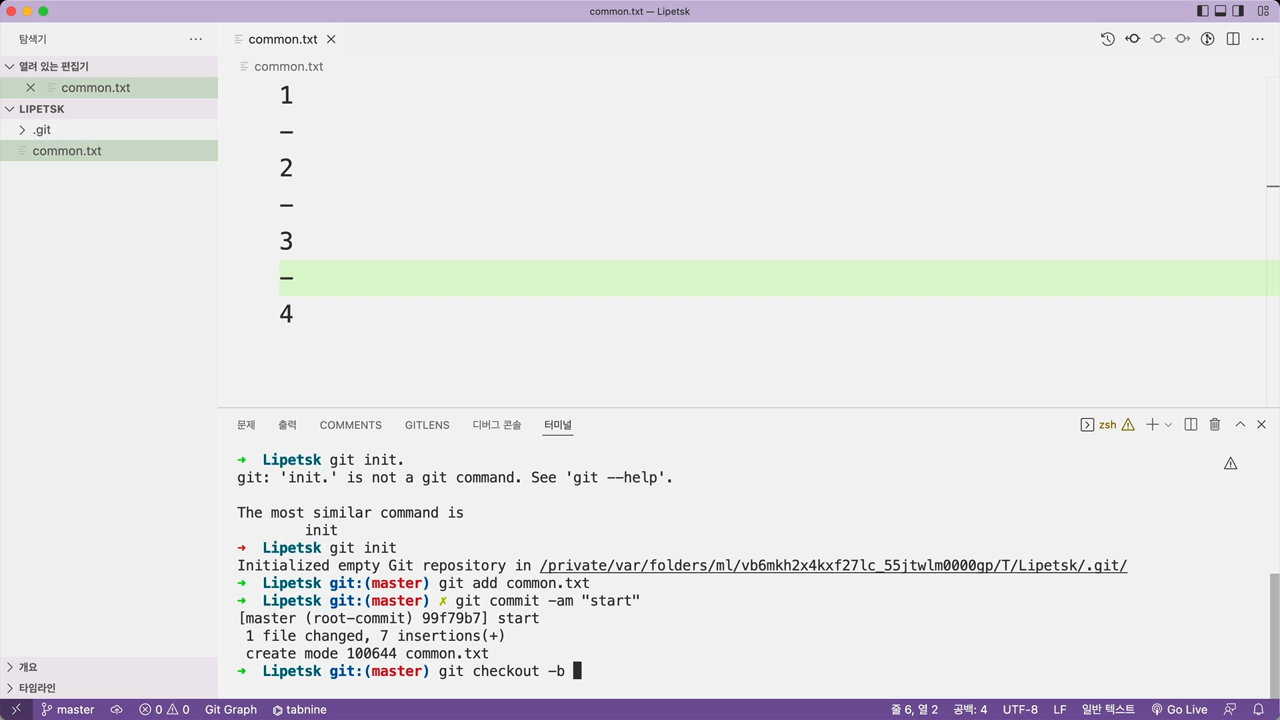 common.txt — Lipetsk
탐색기
common.txt
열려 있는 편집기
common.txt
common.txt
LIPETSK
.git
common.txt
1
-
2
-
3
-
4
문제 출력 COMMENTS GITLENS 디버그 콘솔 터미널
zsh
➜ Lipetsk git init.
git: 'init.' is not a git command. See 'git --help'.
The most similar command is
init
➜ Lipetsk git init
Initialized empty Git repository in /private/var/folders/ml/vb6mkh2x4kxf27lc_55jtwlm0000gp/T/Lipetsk/.git/
➜ Lipetsk git:(master) git add common.txt
➜ Lipetsk git:(master) ✗ git commit -am "start"
[master (root-commit) 99f79b7] start
1 file changed, 7 insertions(+)
create mode 100644 common.txt
➜ Lipetsk git:(master) git checkout -b
개요
타임라인
master 0 0 Git Graph tabnine 줄 6, 열 2 공백: 4 UTF-8 LF 일반 텍스트 Go Live